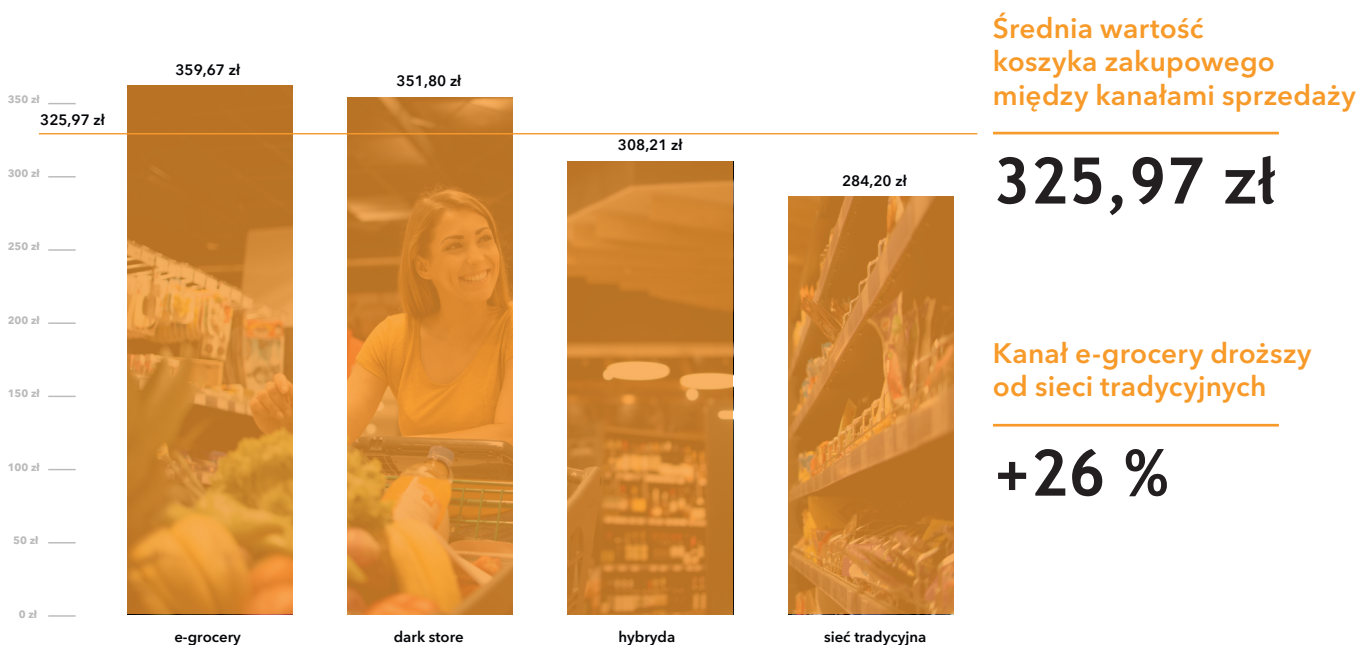 359,67 zł
351,80 zł
350 zł
325,97 zł
308,21 zł
300 zł
284,20 zł
250 zł
200 zł
150 zł
100 zł
50 zł
0 zł
e-grocery
dark store
hybryda
sieć tradycyjna
Średnia wartość
koszyka zakupowego
między kanałami sprzedaży
325,97 zł
Kanał e-grocery droższy
od sieci tradycyjnych
+26 %